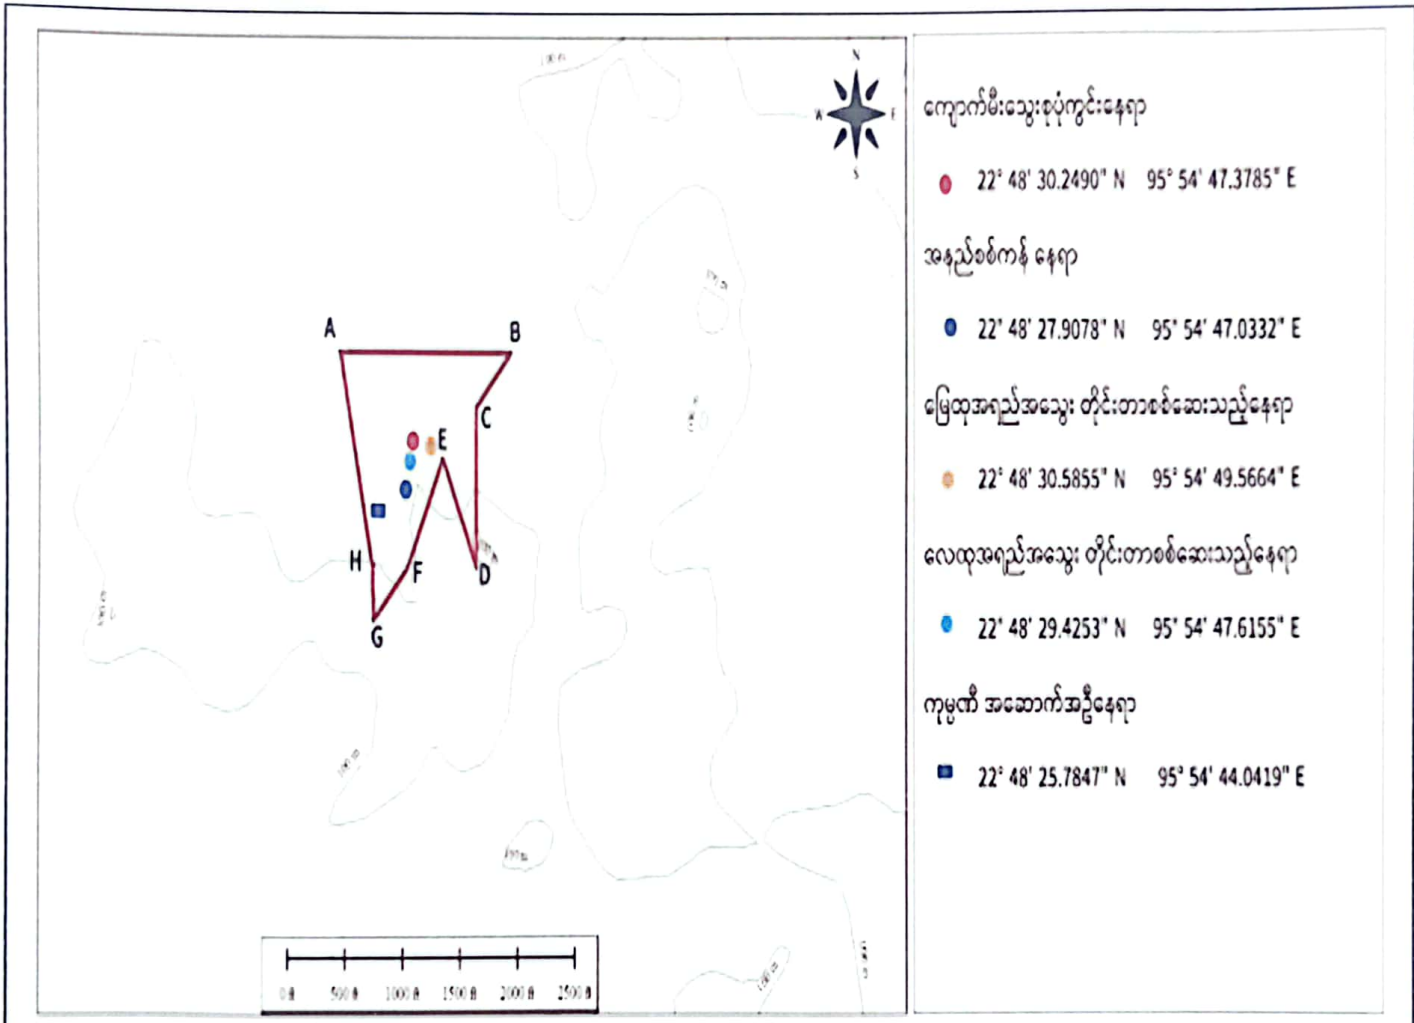 N
W
E
S
100 m
A
B
C
E
H
F
D
G
100 m
100 m
0 ft 500 ft 1000 ft 1500 ft 2000 ft 2500 ft
ကျောက်မီးသွေးစုပုံကွင်းနေရာ
22° 48' 30.2490" N 95° 54' 47.3785" E
အနည်စစ်ကန် နေရာ
22° 48' 27.9078" N 95° 54' 47.0332" E
မြေထုအရည်အသွေး တိုင်းတာစစ်ဆေးသည့်နေရာ
22° 48' 30.5855" N 95° 54' 49.5664" E
လေထုအရည်အသွေး တိုင်းတာစစ်ဆေးသည့်နေရာ
22° 48' 29.4253" N 95° 54' 47.6155" E
ကုမ္ပဏီ အဆောက်အဦနေရာ
22° 48' 25.7847" N 95° 54' 44.0419" E